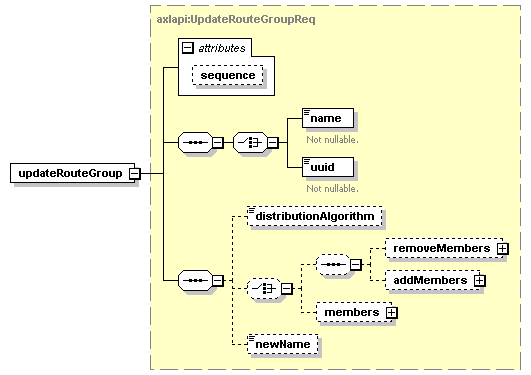 axlapi:UpdateRouteGroupReq
attributes
sequence
name
Not nullable.
uuid
Not nullable.
updateRouteGroup
distributionAlgorithm
removeMembers
addMembers
members
newName